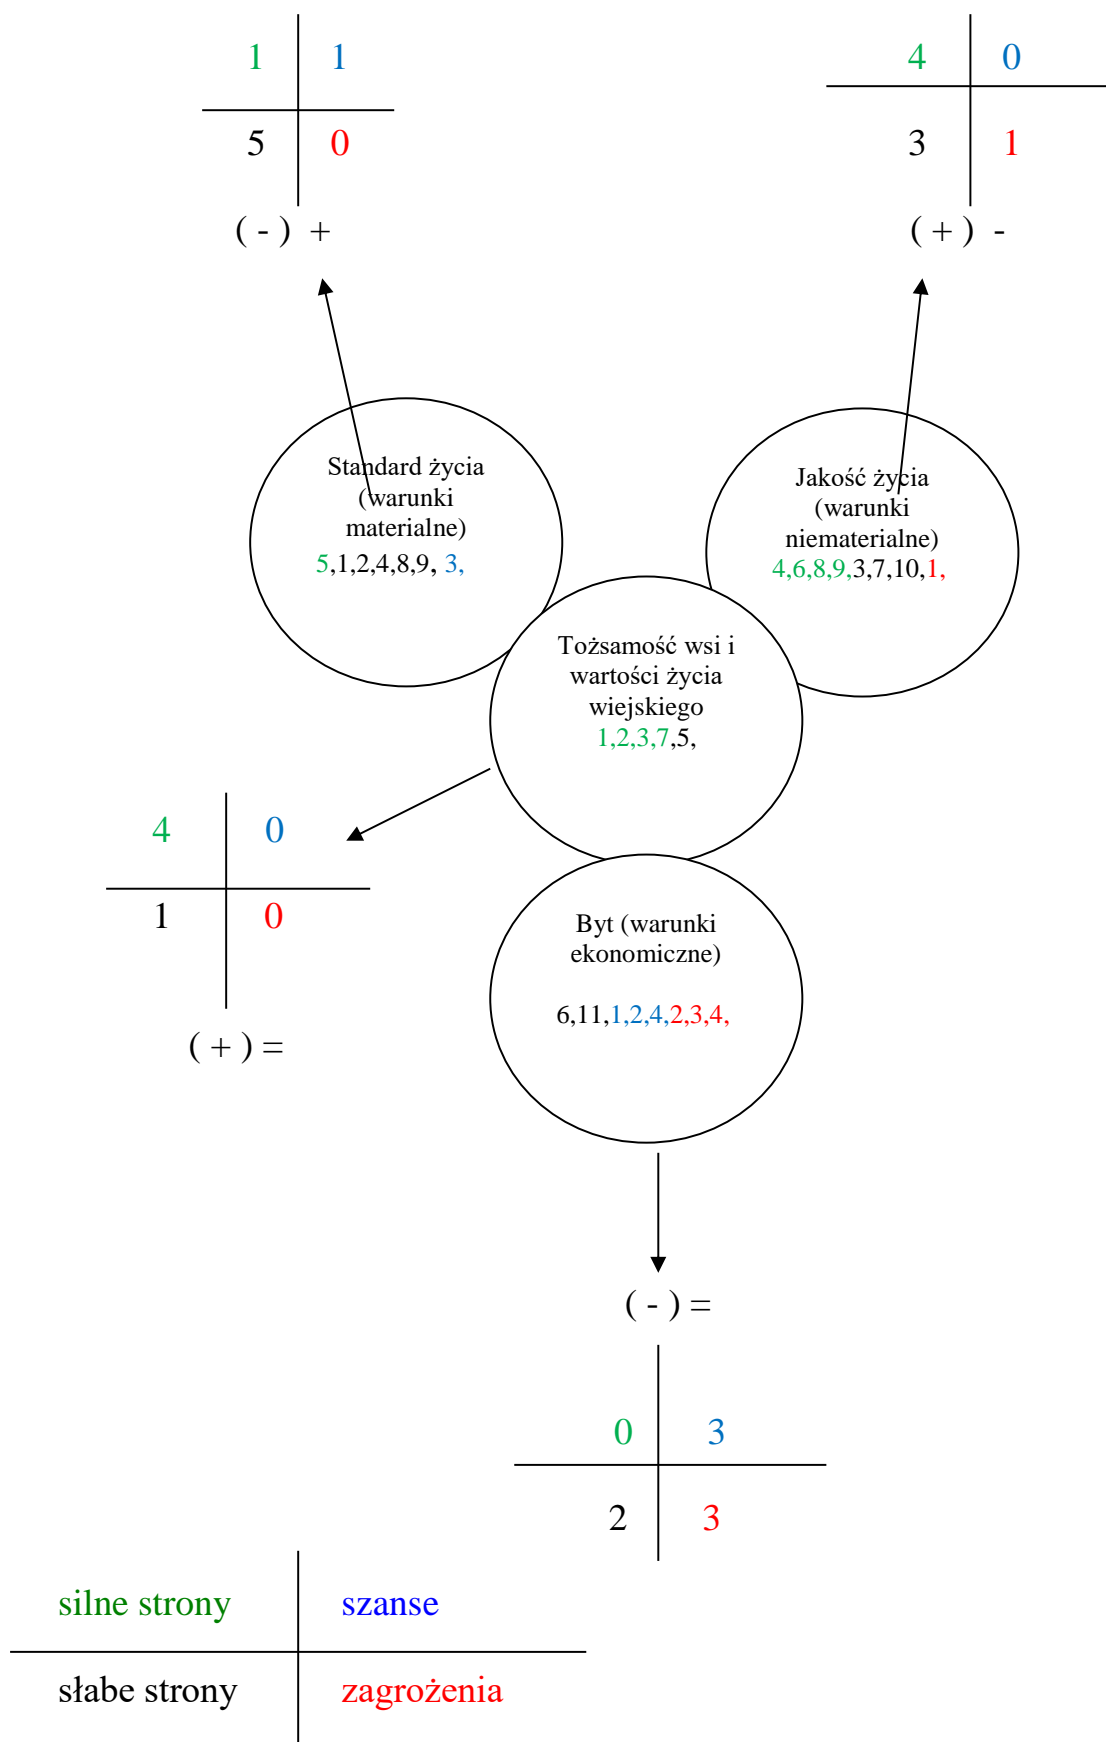 1 1
5 0
( - ) +
4 0
3 1
( + ) -
Standard życia
(warunki
materialne)
5,1,2,4,8,9, 3,
Jakość życia
(warunki
niematerialne)
4,6,8,9,3,7,10,1,
Tożsamość wsi i
wartości życia
wiejskiego
1,2,3,7,5,
4 0
1 0
( + ) =
Byt (warunki
ekonomiczne)
6,11,1,2,4,2,3,4,
( - ) =
0 3
2 3
silne strony szanse
słabe strony zagrożenia